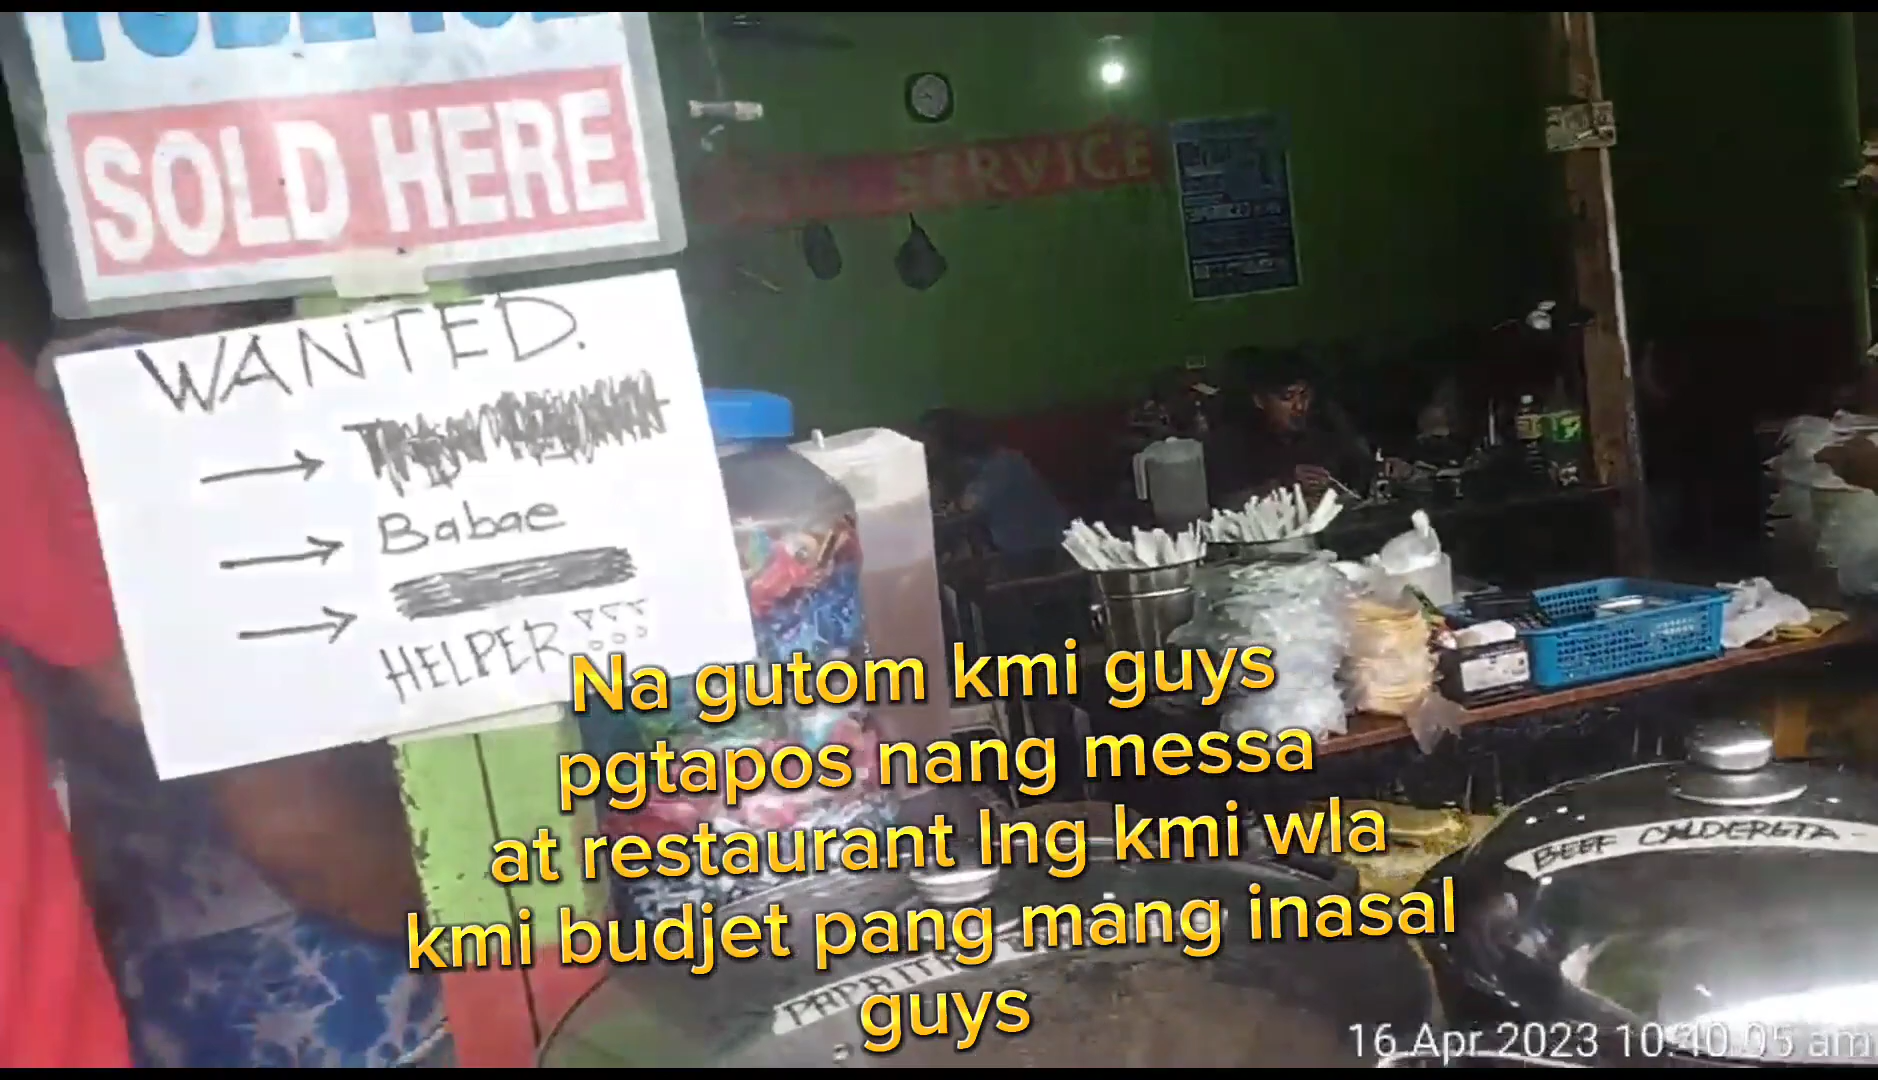 SOLD HERE
SERVICE
WANTED.
Babae
HELPER!!!
Na gutom kmi guys
pgtapos nang messa
at restaurant lng kmi wla
kmi budjet pang mang inasal
guys
BEEF CALDERETA
16 Apr 2023 10:40:05 am